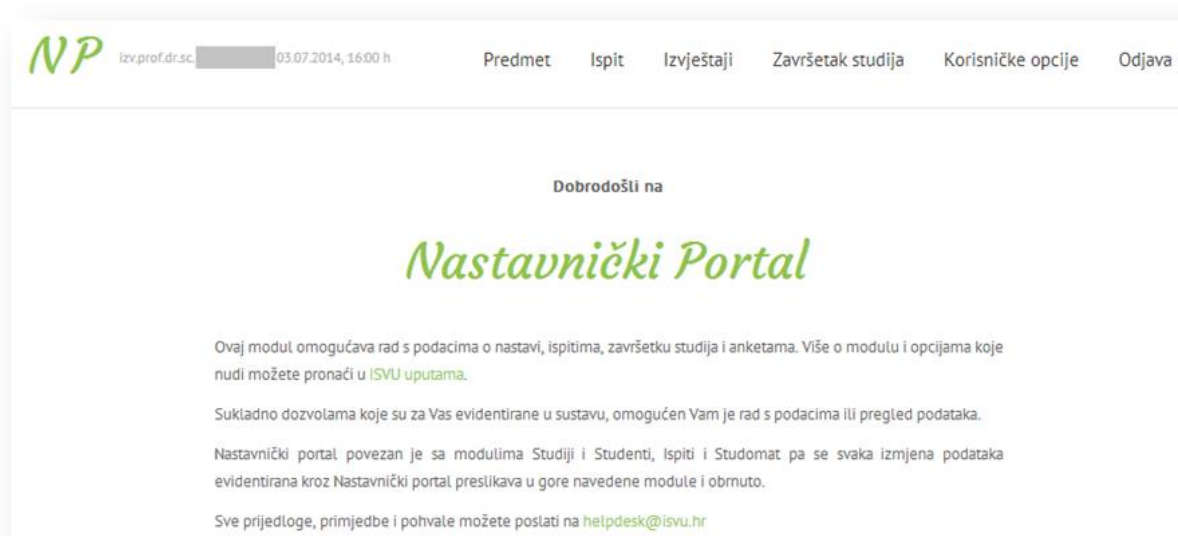 NP izv.prof.dr.sc. 03.07.2014, 16:00 h Predmet Ispit Izvještaji Završetak studija Korisničke opcije Odjava
Dobrodošli na
Nastavnički Portal
Ovaj modul omogućava rad s podacima o nastavi, ispitima, završetku studija i anketama. Više o modulu i opcijama koje
nudi možete pronaći u ISVU uputama.
Sukladno dozvolama koje su za Vas evidentirane u sustavu, omogućen Vam je rad s podacima ili pregled podataka.
Nastavnički portal povezan je sa modulima Studiji i Studenti, Ispiti i Studomat pa se svaka izmjena podataka
evidentirana kroz Nastavnički portal preslikava u gore navedene module i obrnuto.
Sve prijedloge, primjedbe i pohvale možete poslati na helpdesk@isvu.hr